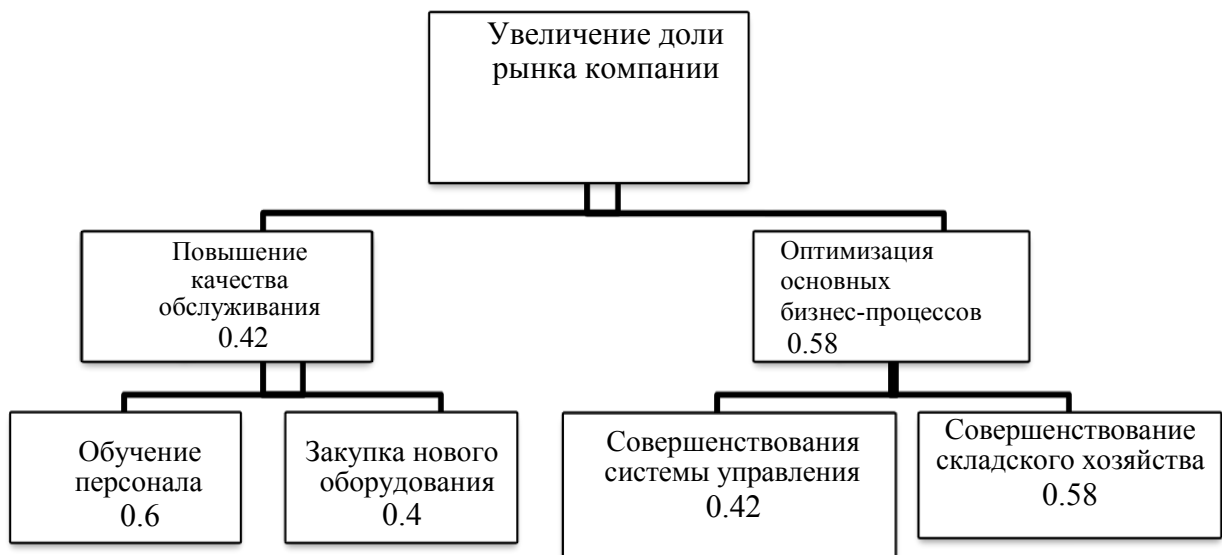 Увеличение доли
рынка компании
Повышение
качества
обслуживания
0.42
Оптимизация
основных
бизнес-процессов
0.58
Обучение
персонала
0.6
Закупка нового
оборудования
0.4
Совершенствования
системы управления
0.42
Совершенствование
складского хозяйства
0.58